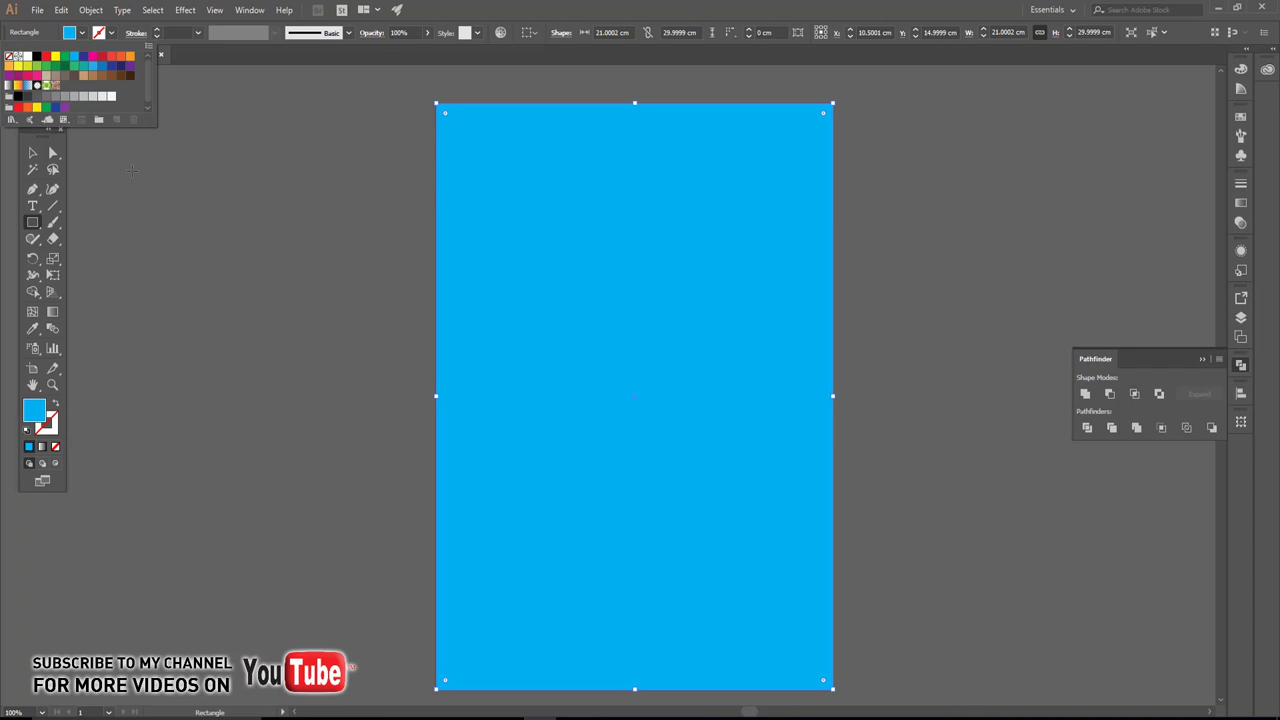 Ai File Edit Object Type Select Effect View Window Help Br St Essentials Search Adobe Stock
Rectangle Stroke: Basic Opacity: 100% Style: Shape: 21.0002 cm 29.9999 cm 0 cm X: 10.5001 cm Y: 14.9999 cm W: 21.0002 cm H: 29.9999 cm
Pathfinder
Shape Modes:
Expand
Pathfinders:
SUBSCRIBE TO MY CHANNEL
FOR MORE VIDEOS ON
YouTube
100% 1 Rectangle